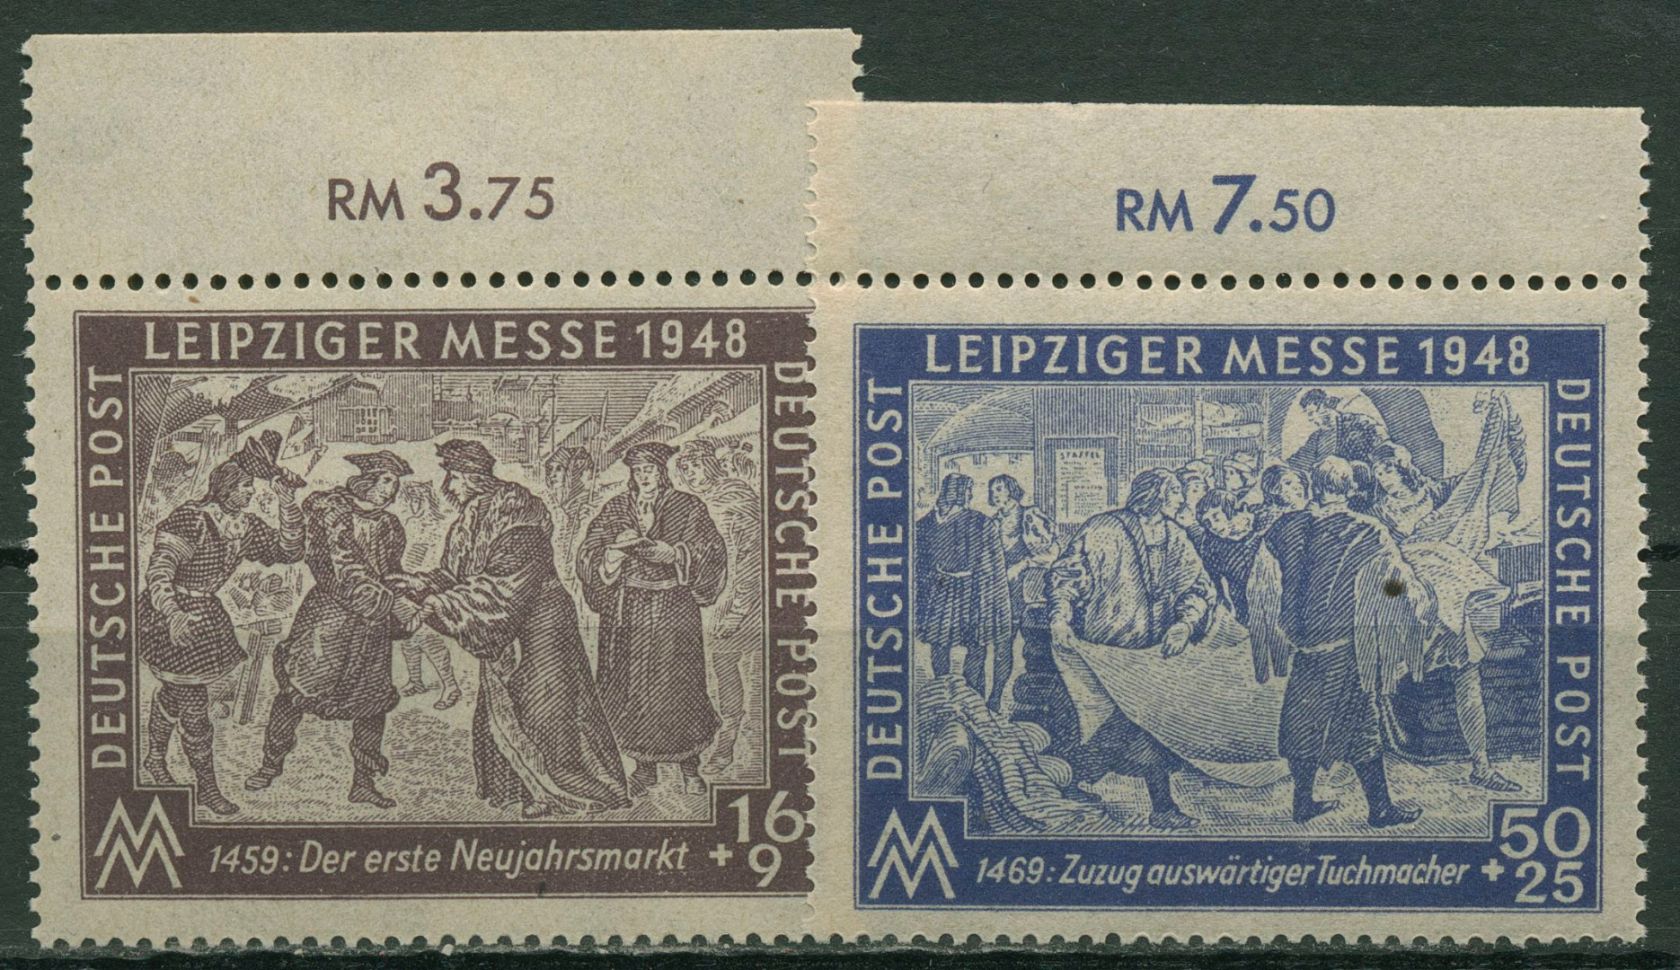 RM 3.75
LEIPZIGER MESSE 1948
DEUTSCHE POST
DEUTSCHE POST
1459: Der erste Neujahrsmarkt + 16
9
RM 7.50
LEIPZIGER MESSE 1948
DEUTSCHE POST
DEUTSCHE POST
STAFFEL
1469: Zuzug auswärtiger Tuchmacher + 50
25